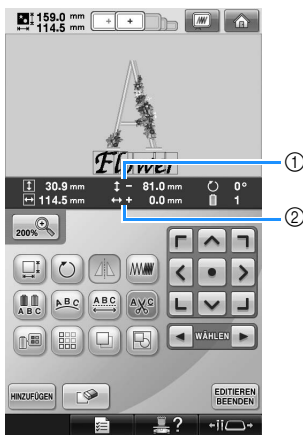 159.0 mm
114.5 mm
Flower
30.9 mm - 81.0 mm 0°
114.5 mm + 0.0 mm 1
①
②
200%
ABC ABC ABC AC
WÄHLEN
HINZUFÜGEN EDITIEREN
BEENDEN
?